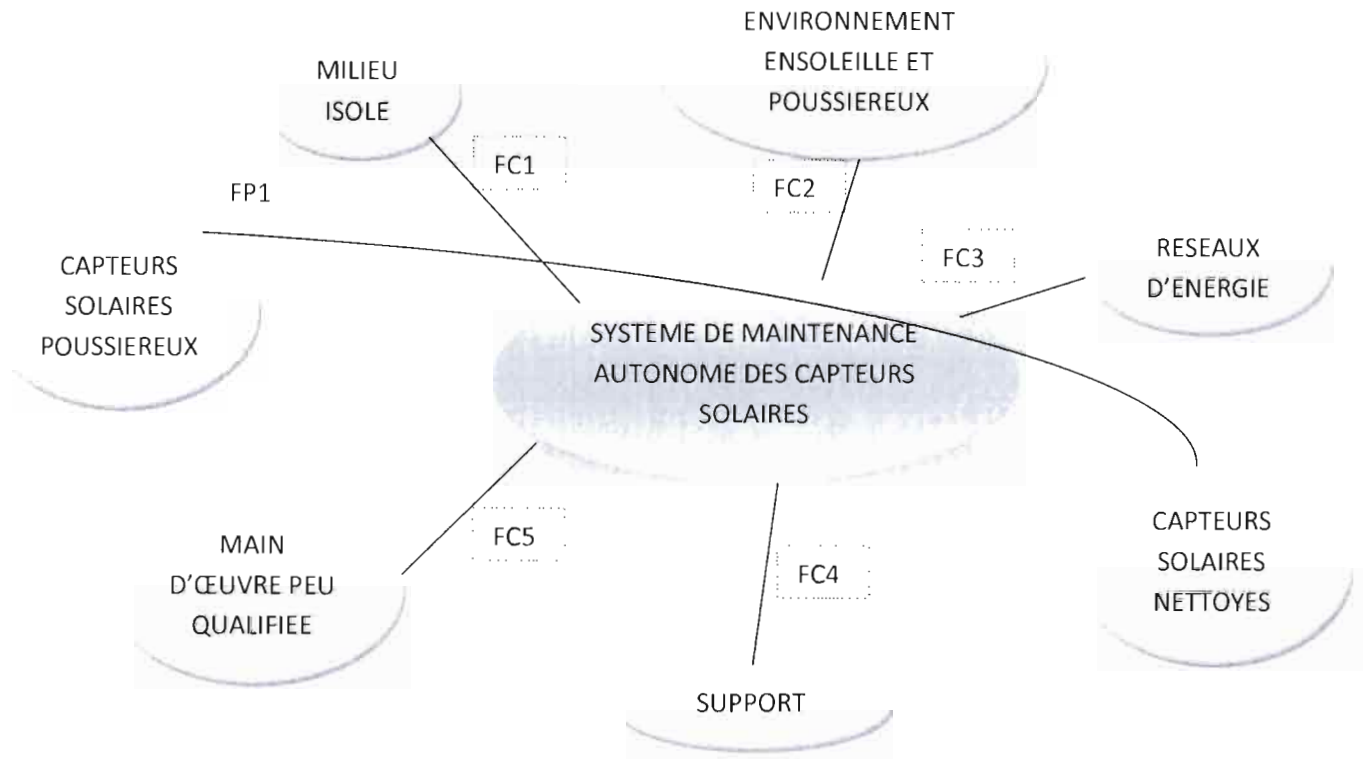 ENVIRONNEMENT
ENSOLEILLE ET
POUSSIEREUX
MILIEU
ISOLE
FC1
FC2
FP1
FC3
RESEAUX
D'ENERGIE
CAPTEURS
SOLAIRES
POUSSIEREUX
SYSTEME DE MAINTENANCE
AUTONOME DES CAPTEURS
SOLAIRES
MAIN
D'ŒUVRE PEU
QUALIFIEE
FC5
FC4
CAPTEURS
SOLAIRES
NETTOYES
SUPPORT